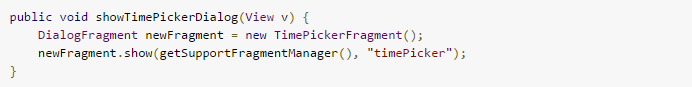 public void showTimePickerDialog(View v) {
    DialogFragment newFragment = new TimePickerFragment();
    newFragment.show(getSupportFragmentManager(), "timePicker");
}